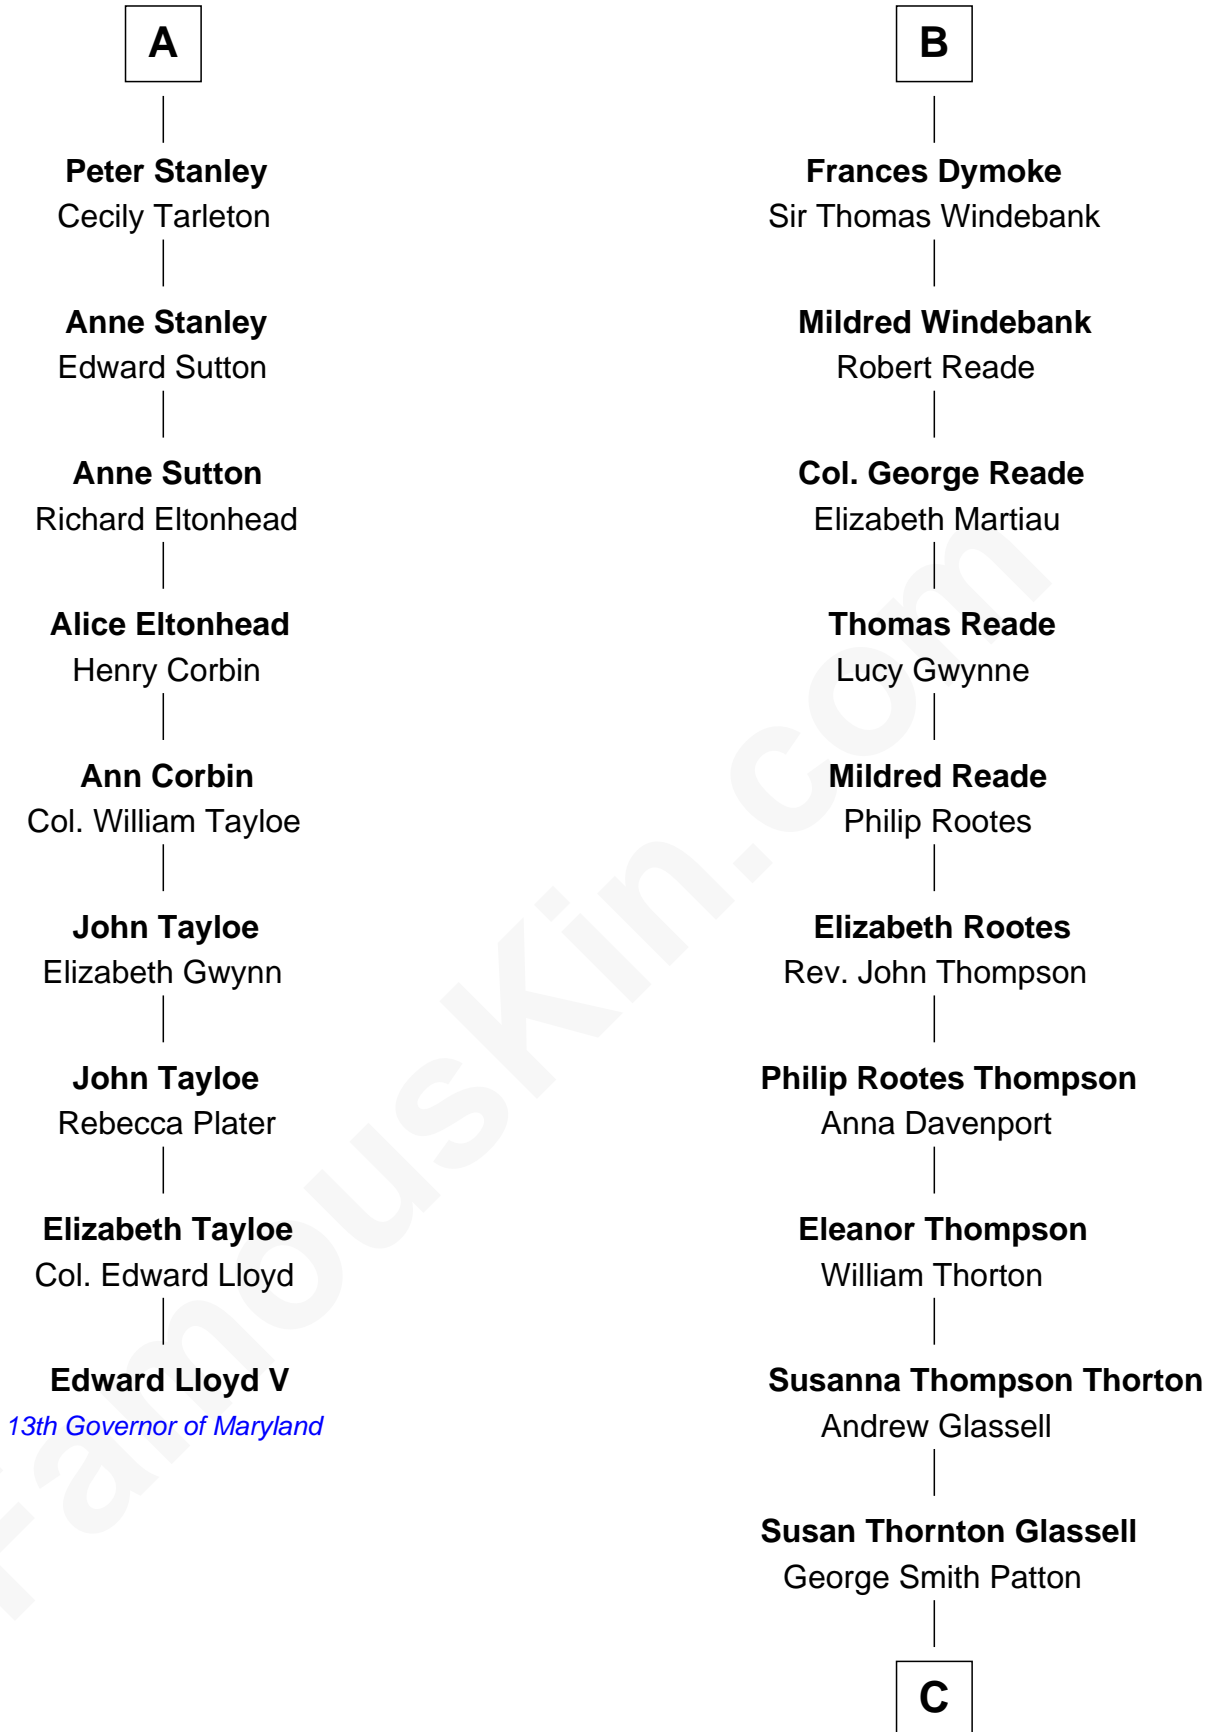 A
Peter Stanley
Cecily Tarleton
Anne Stanley
Edward Sutton
Anne Sutton
Richard Eltonhead
Alice Eltonhead
Henry Corbin
Ann Corbin
Col. William Tayloe
John Tayloe
Elizabeth Gwynn
John Tayloe
Rebecca Plater
Elizabeth Tayloe
Col. Edward Lloyd
Edward Lloyd V
13th Governor of Maryland
B
Frances Dymoke
Sir Thomas Windebank
Mildred Windebank
Robert Reade
Col. George Reade
Elizabeth Martiau
Thomas Reade
Lucy Gwynne
Mildred Reade
Philip Rootes
Elizabeth Rootes
Rev. John Thompson
Philip Rootes Thompson
Anna Davenport
Eleanor Thompson
William Thorton
Susanna Thompson Thorton
Andrew Glassell
Susan Thornton Glassell
George Smith Patton
C
FamousKin.com